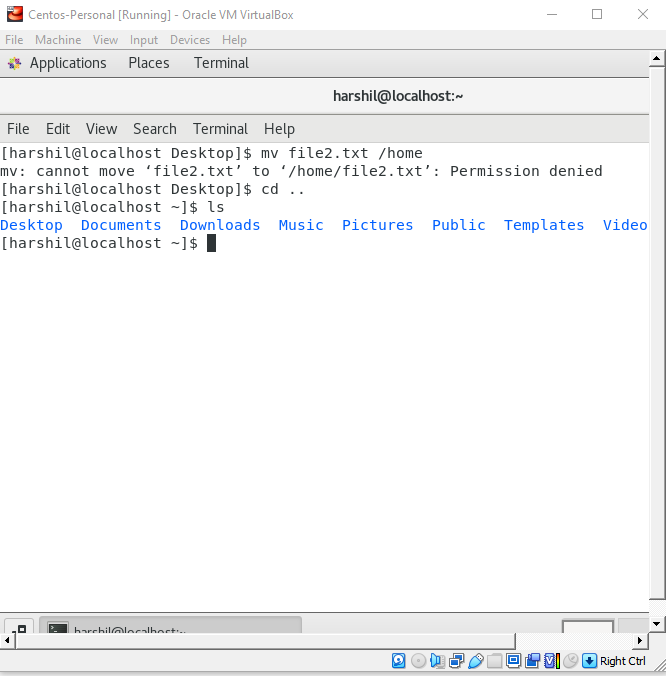 Centos-Personal [Running] - Oracle VM VirtualBox
File Machine View Input Devices Help
Applications Places Terminal
harshil@localhost:~
File Edit View Search Terminal Help
[harshil@localhost Desktop]$ mv file2.txt /home
mv: cannot move ‘file2.txt’ to ‘/home/file2.txt’: Permission denied
[harshil@localhost Desktop]$ cd ..
[harshil@localhost ~]$ ls
Desktop Documents Downloads Music Pictures Public Templates Video
[harshil@localhost ~]$
harshil@localhost:~
Right Ctrl